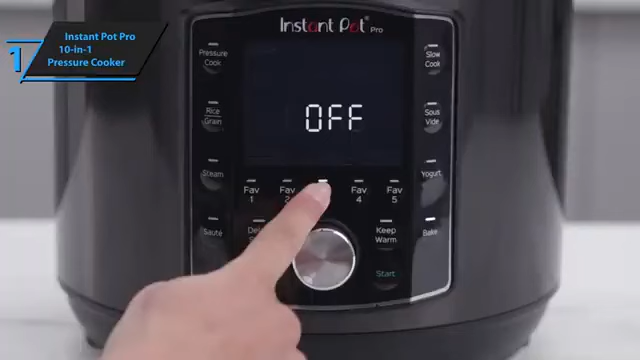 1
Instant Pot Pro
10-in-1
Pressure Cooker
Instant Pot® Pro
Pressure
Cook
Slow
Cook
OFF
Rice
Grain
Sous
Vide
Steam
Yogurt
Fav
1
Fav
2
Fav
4
Fav
5
Sauté
Keep
Warm
Bake
Start